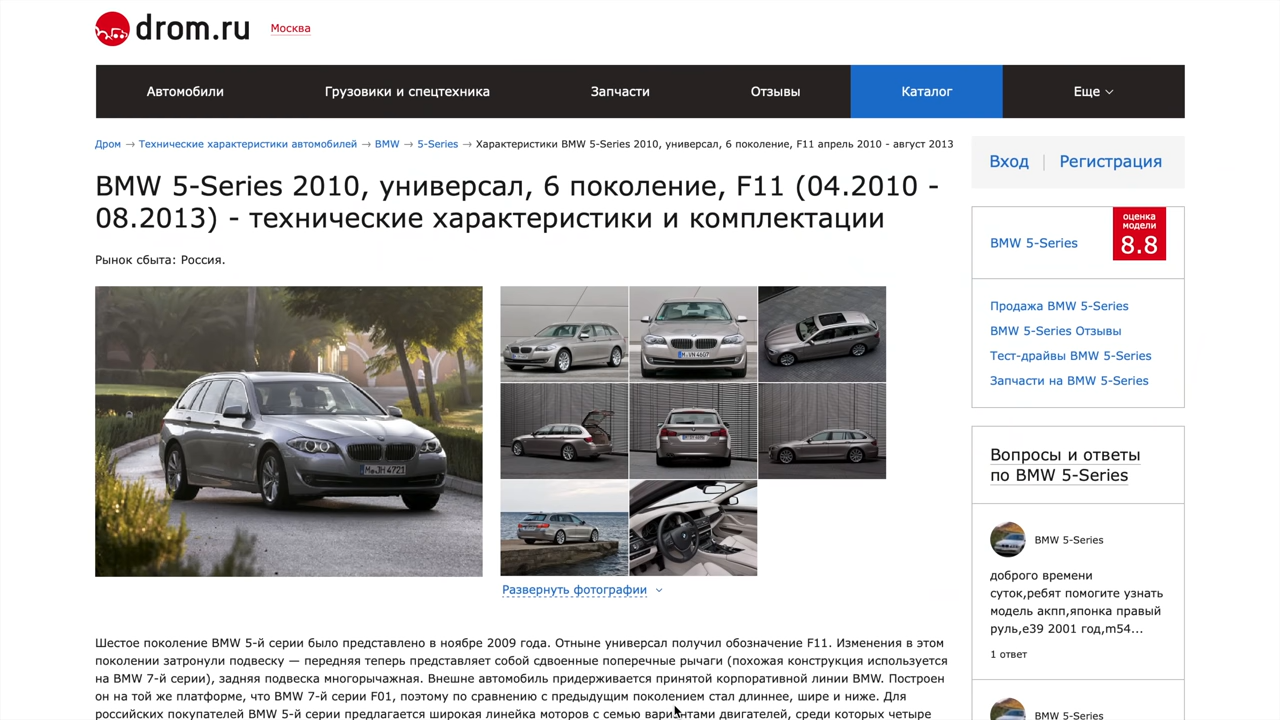 drom.ru
Москва
Автомобили
Грузовики и спецтехника
Запчасти
Отзывы
Каталог
Еще
Дром → Технические характеристики автомобилей → BMW → 5-Series → Характеристики BMW 5-Series 2010, универсал, 6 поколение, F11 апрель 2010 - август 2013
BMW 5-Series 2010, универсал, 6 поколение, F11 (04.2010 -
08.2013) - технические характеристики и комплектации
Рынок сбыта: Россия.
Развернуть фотографии
Шестое поколение BMW 5-й серии было представлено в ноябре 2009 года. Отныне универсал получил обозначение F11. Изменения в этом
поколении затронули подвеску — передняя теперь представляет собой сдвоенные поперечные рычаги (похожая конструкция используется
на BMW 7-й серии), задняя подвеска многорычажная. Внешне автомобиль придерживается принятой корпоративной линии BMW. Построен
он на той же платформе, что BMW 7-й серии F01, поэтому по сравнению с предыдущим поколением стал длиннее, шире и ниже. Для
российских покупателей BMW 5-й серии предлагается широкая линейка моторов с семью вариантами двигателей, среди которых четыре
Вход
Регистрация
BMW 5-Series
оценка
модели
8.8
Продажа BMW 5-Series
BMW 5-Series Отзывы
Тест-драйвы BMW 5-Series
Запчасти на BMW 5-Series
Вопросы и ответы
по BMW 5-Series
BMW 5-Series
доброго времени
суток,ребят помогите узнать
модель акпп,японка правый
руль,е39 2001 год,m54...
1 ответ
BMW 5-Series